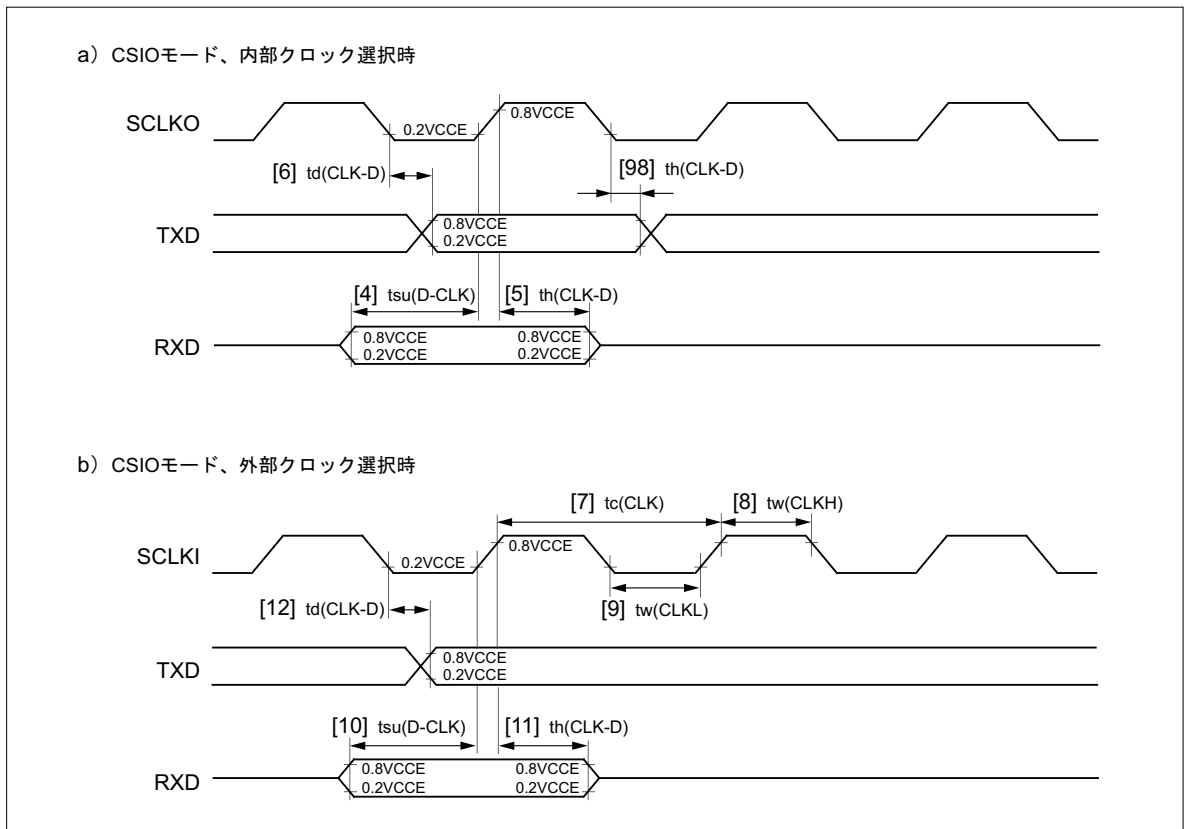 a) CSIOモード、内部クロック選択時
SCLKO
0.2VCCE
0.8VCCE
[6] td(CLK-D)
[98] th(CLK-D)
TXD
0.8VCCE
0.2VCCE
[4] tsu(D-CLK)
[5] th(CLK-D)
RXD
0.8VCCE
0.8VCCE
0.2VCCE
0.2VCCE
b) CSIOモード、外部クロック選択時
[7] tc(CLK)
[8] tw(CLKH)
SCLKI
0.2VCCE
0.8VCCE
[12] td(CLK-D)
[9] tw(CLKL)
TXD
0.8VCCE
0.2VCCE
[10] tsu(D-CLK)
[11] th(CLK-D)
RXD
0.8VCCE
0.8VCCE
0.2VCCE
0.2VCCE